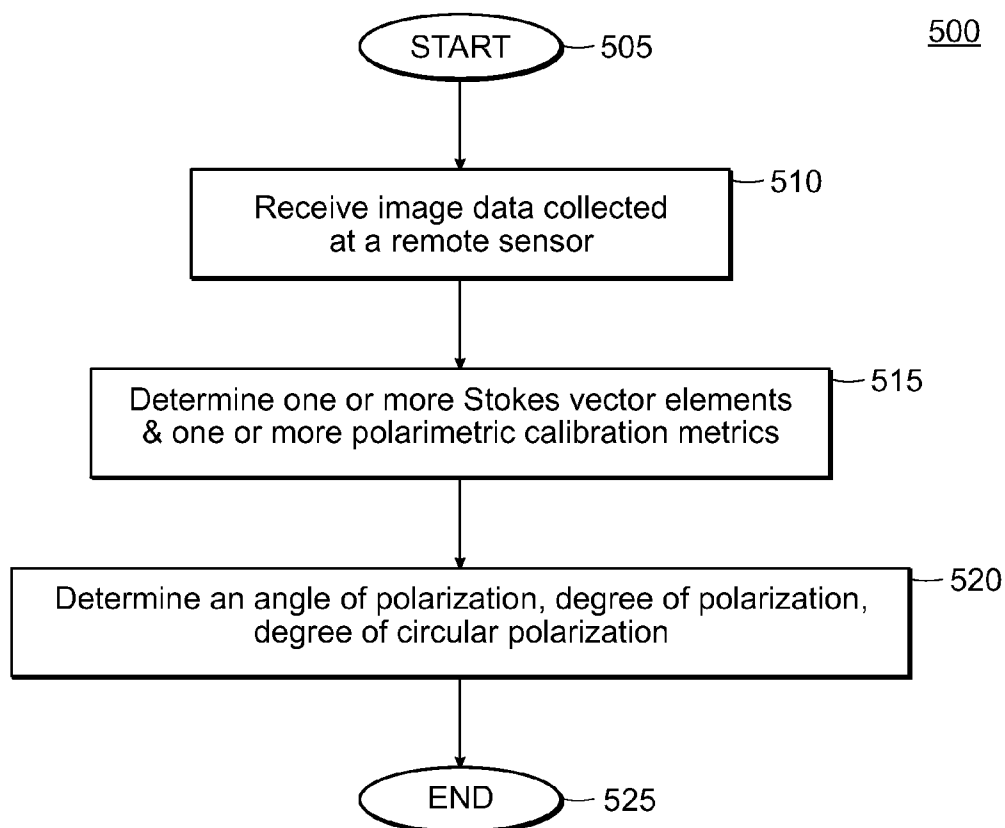 500
START
505
510
Receive image data collected
at a remote sensor
515
Determine one or more Stokes vector elements
& one or more polarimetric calibration metrics
520
Determine an angle of polarization, degree of polarization,
degree of circular polarization
END
525